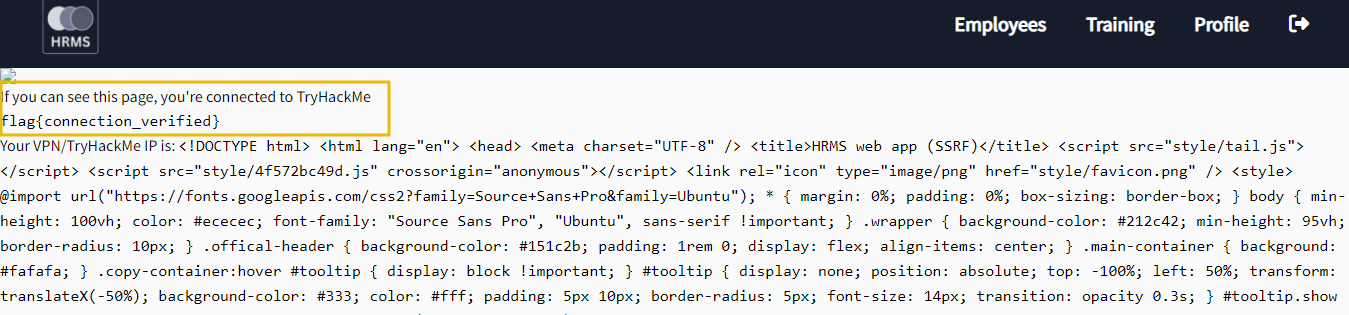 HRMS
Employees Training Profile
If you can see this page, you're connected to TryHackMe
flag{connection_verified}
Your VPN/TryHackMe IP is: <!DOCTYPE html> <html lang="en"> <head> <meta charset="UTF-8" /> <title>HRMS web app (SSRF)</title> <script src="style/tail.js">
</script> <script src="style/4f572bc49d.js" crossorigin="anonymous"></script> <link rel="icon" type="image/png" href="style/favicon.png" /> <style>
@import url("https://fonts.googleapis.com/css2?family=Source+Sans+Pro&family=Ubuntu"); * { margin: 0%; padding: 0%; box-sizing: border-box; } body { min-
height: 100vh; color: #ececec; font-family: "Source Sans Pro", "Ubuntu", sans-serif !important; } .wrapper { background-color: #212c42; min-height: 95vh;
border-radius: 10px; } .offical-header { background-color: #151c2b; padding: 1rem 0; display: flex; align-items: center; } .main-container { background:
#fafafa; } .copy-container:hover #tooltip { display: block !important; } #tooltip { display: none; position: absolute; top: -100%; left: 50%; transform:
translateX(-50%); background-color: #333; color: #fff; padding: 5px 10px; border-radius: 5px; font-size: 14px; transition: opacity 0.3s; } #tooltip.show